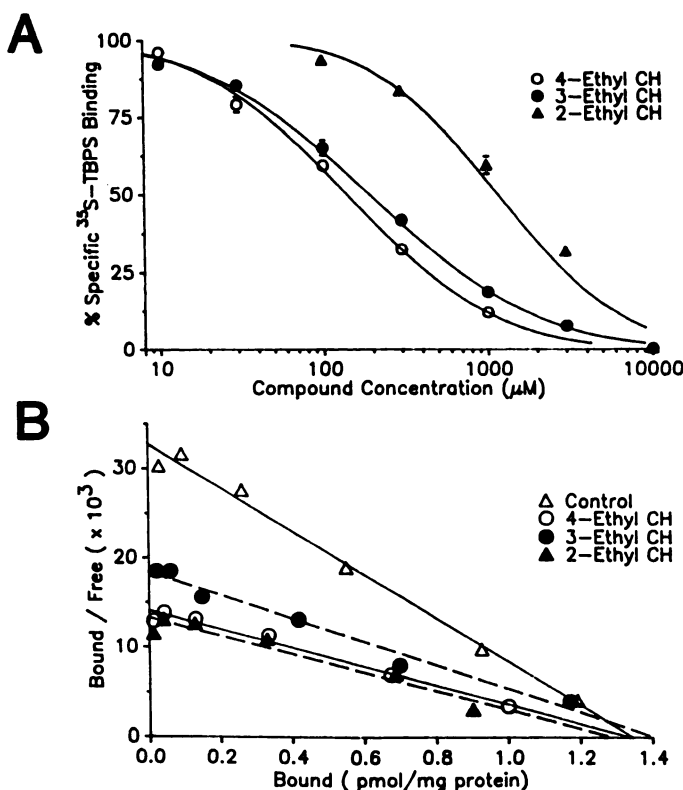 A
% Specific ³⁵S-TBPS Binding
100
75
50
25
0
4-Ethyl CH
3-Ethyl CH
2-Ethyl CH
10
100
1000
10000
Compound Concentration (μM)
B
Bound / Free ( x 10³)
30
20
10
0
Control
4-Ethyl CH
3-Ethyl CH
2-Ethyl CH
0.0 0.2 0.4 0.6 0.8 1.0 1.2 1.4
Bound ( pmol/mg protein)